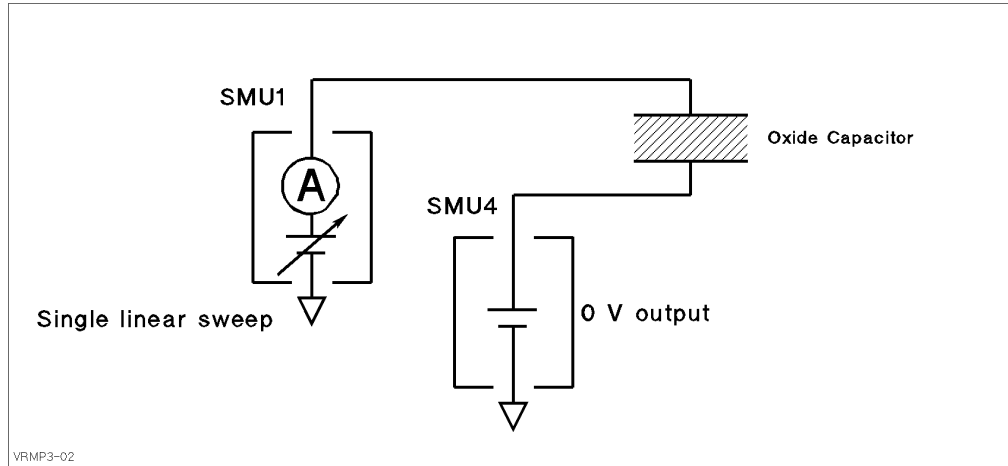 SMU1
Oxide Capacitor
A
SMU4
Single linear sweep
0 V output
VRMP3-02